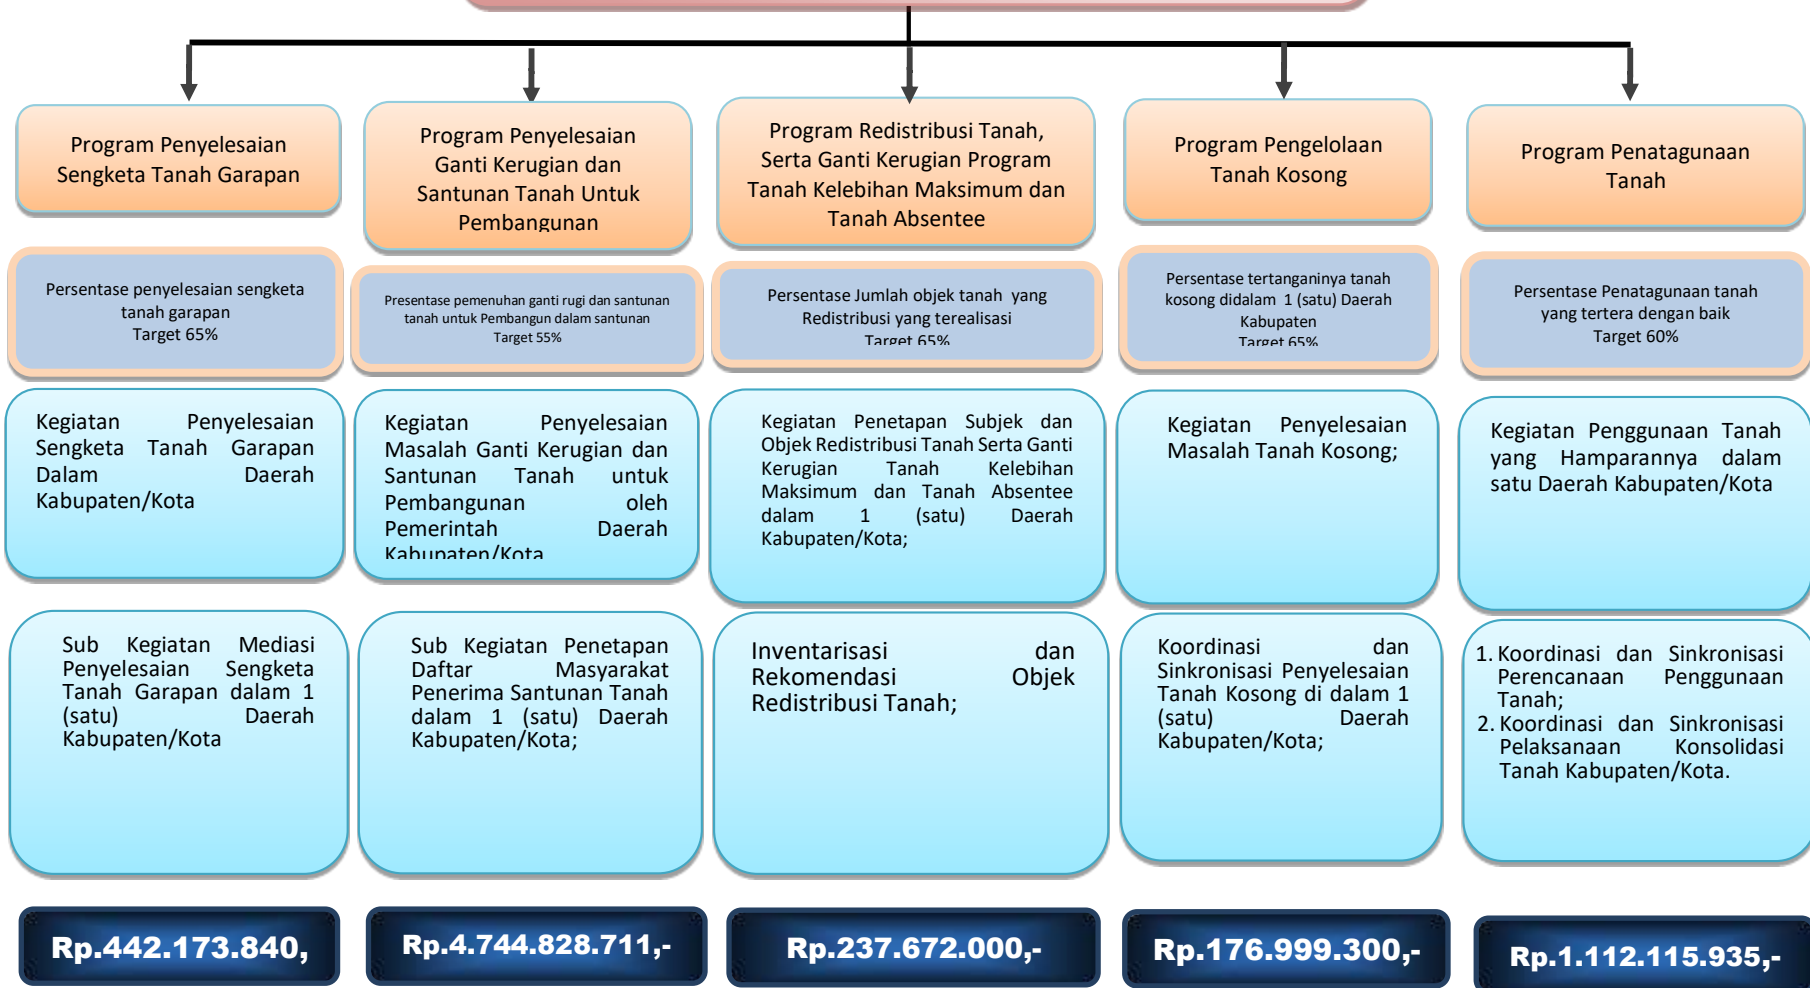 Program Penyelesaian
Sengketa Tanah Garapan
Program Penyelesaian
Ganti Kerugian dan
Santunan Tanah Untuk
Pembangunan
Program Redistribusi Tanah,
Serta Ganti Kerugian Program
Tanah Kelebihan Maksimum dan
Tanah Absentee
Program Pengelolaan
Tanah Kosong
Program Penatagunaan
Tanah
Persentase penyelesaian sengketa
tanah garapan
Target 65%
Presentase pemenuhan ganti rugi dan santunan
tanah untuk Pembangun dalam santunan
Target 55%
Persentase Jumlah objek tanah yang
Redistribusi yang terealisasi
Target 65%
Persentase tertanganinya tanah
kosong didalam 1 (satu) Daerah
Kabupaten
Target 65%
Persentase Penatagunaan tanah
yang tertera dengan baik
Target 60%
Kegiatan Penyelesaian
Sengketa Tanah Garapan
Dalam Daerah
Kabupaten/Kota
Kegiatan Penyelesaian
Masalah Ganti Kerugian dan
Santunan Tanah untuk
Pembangunan oleh
Pemerintah Daerah
Kabupaten/Kota
Kegiatan Penetapan Subjek dan
Objek Redistribusi Tanah Serta Ganti
Kerugian Tanah Kelebihan
Maksimum dan Tanah Absentee
dalam 1 (satu) Daerah
Kabupaten/Kota;
Kegiatan Penyelesaian
Masalah Tanah Kosong;
Kegiatan Penggunaan Tanah
yang Hamparannya dalam
satu Daerah Kabupaten/Kota
Sub Kegiatan Mediasi
Penyelesaian Sengketa
Tanah Garapan dalam 1
(satu) Daerah
Kabupaten/Kota
Sub Kegiatan Penetapan
Daftar Masyarakat
Penerima Santunan Tanah
dalam 1 (satu) Daerah
Kabupaten/Kota;
Inventarisasi dan
Rekomendasi Objek
Redistribusi Tanah;
Koordinasi dan
Sinkronisasi Penyelesaian
Tanah Kosong di dalam 1
(satu) Daerah
Kabupaten/Kota;
1. Koordinasi dan Sinkronisasi
Perencanaan Penggunaan
Tanah;
2. Koordinasi dan Sinkronisasi
Pelaksanaan Konsolidasi
Tanah Kabupaten/Kota.
Rp.442.173.840,
Rp.4.744.828.711,-
Rp.237.672.000,-
Rp.176.999.300,-
Rp.1.112.115.935,-